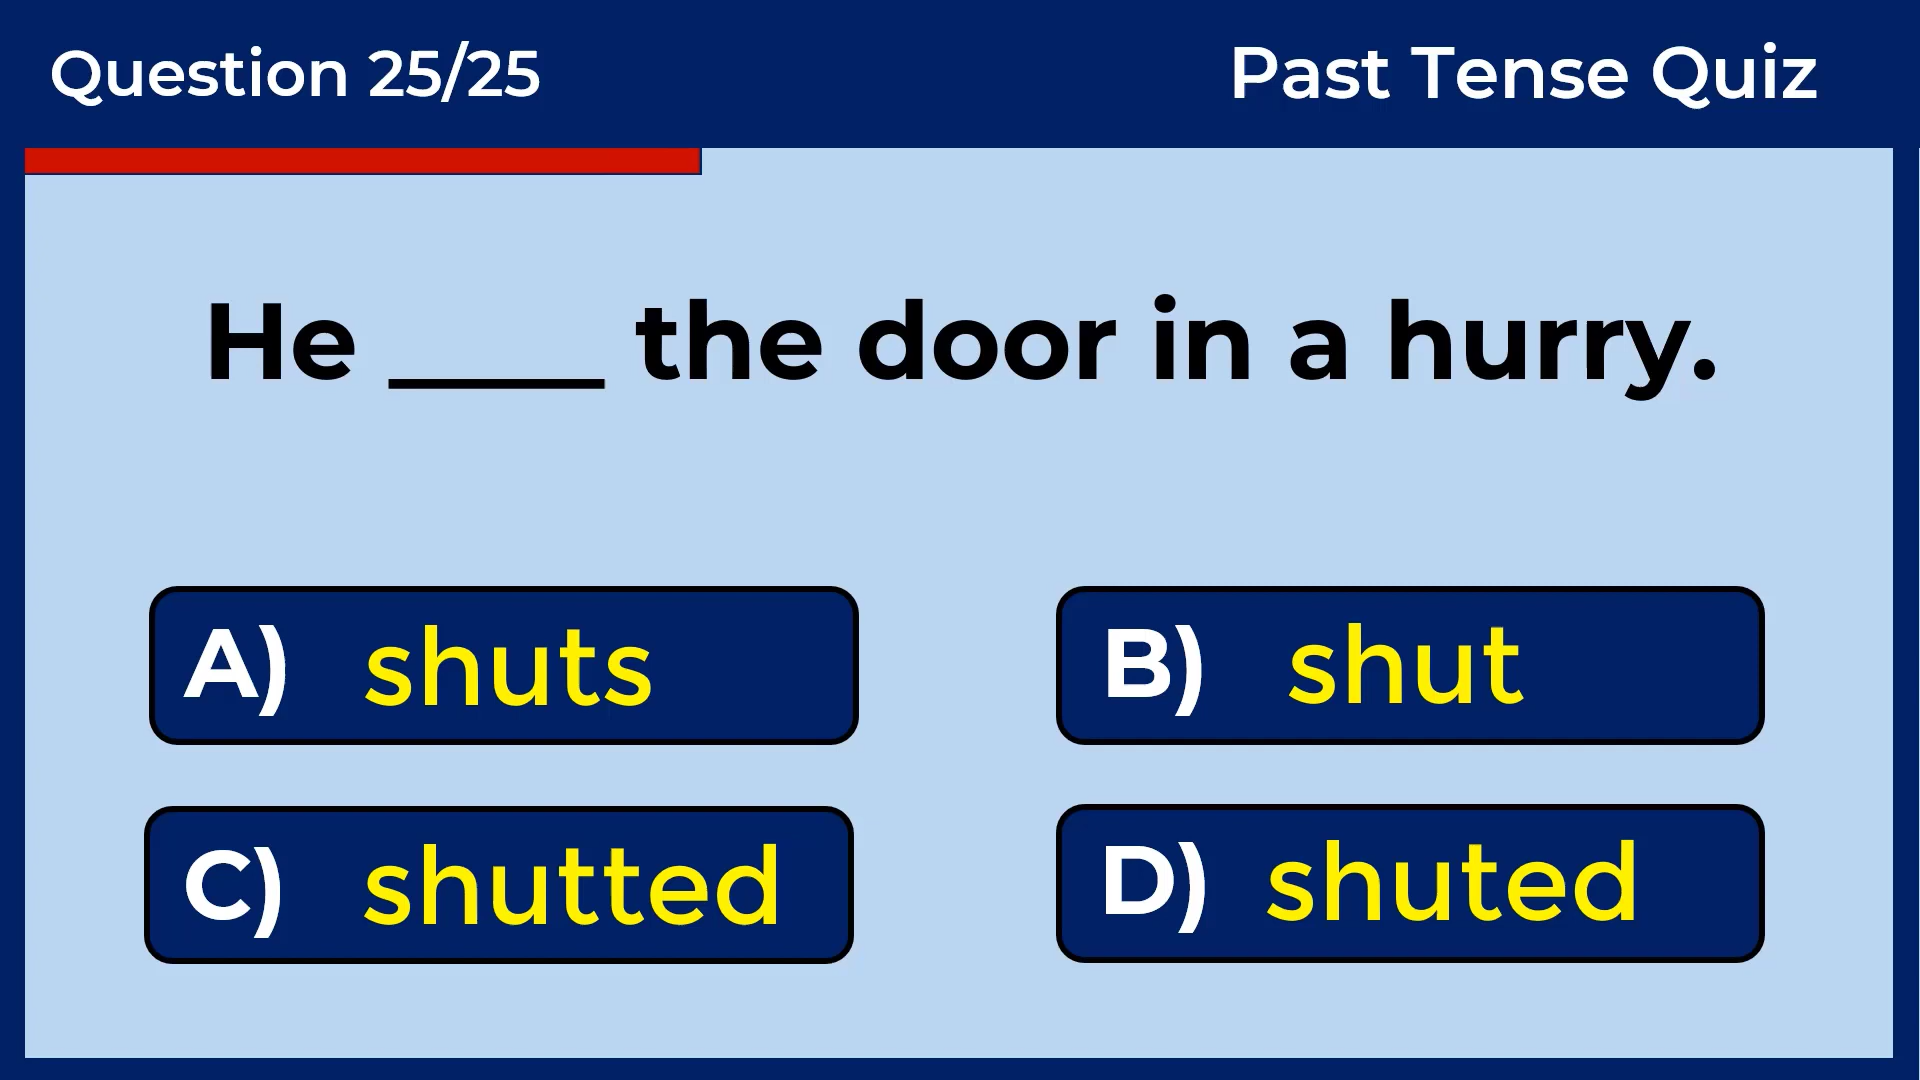 Question 25/25
Past Tense Quiz
He ____ the door in a hurry.
A) shuts
B) shut
C) shutted
D) shuted